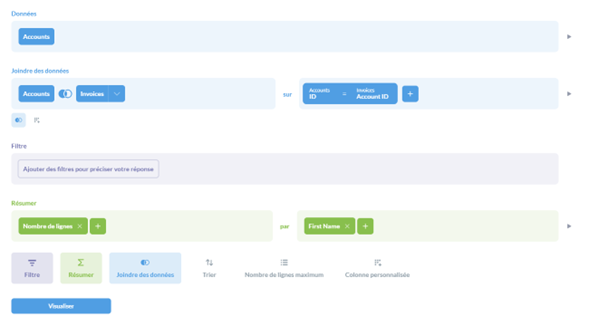 Données
Accounts
Joindre des données
Accounts Invoices sur Accounts ID = Invoices Account ID +
Filtre
Ajouter des filtres pour préciser votre réponse
Résumer
Nombre de lignes × + par First Name × +
Filtre Résumer Joindre des données Trier Nombre de lignes maximum Colonne personnalisée
Visualiser